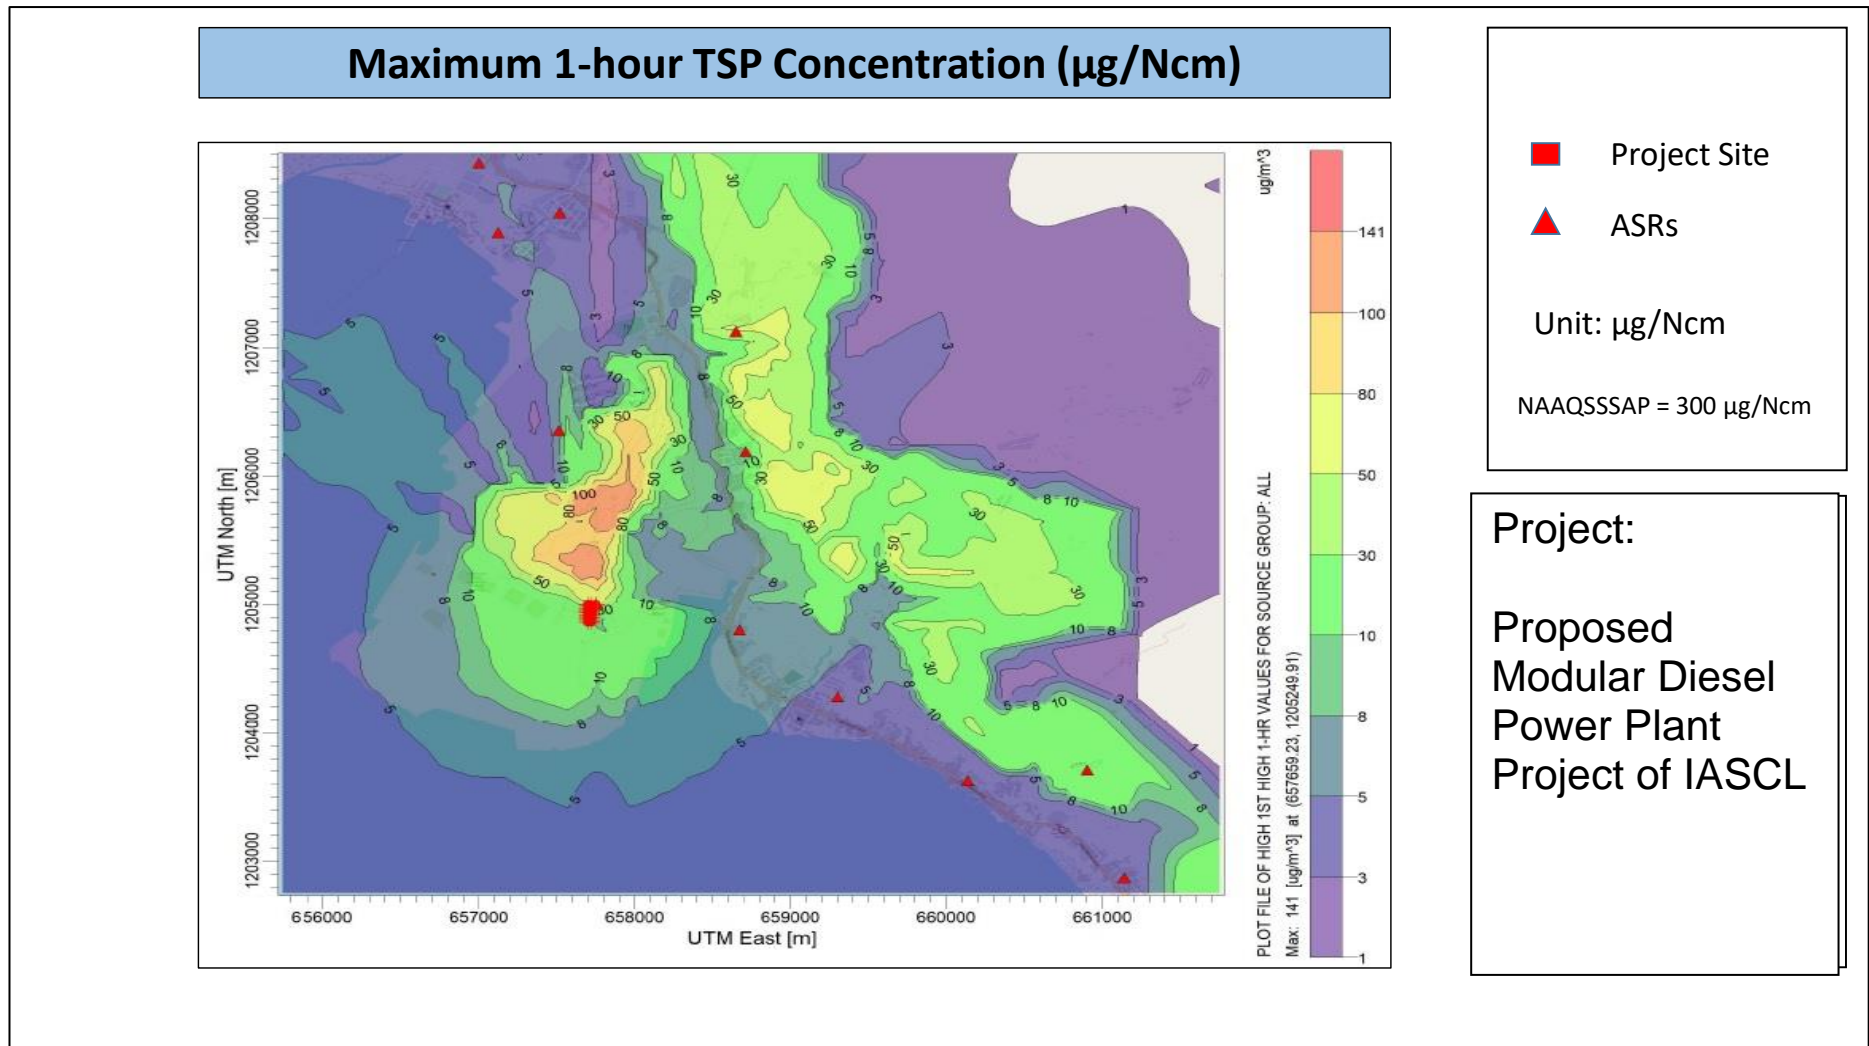 Maximum 1-hour TSP Concentration (µg/Ncm)
Project Site
ASRs
Unit: µg/Ncm
NAAQSSSAP = 300 µg/Ncm
Project:
Proposed
Modular Diesel
Power Plant
Project of IASCL
UTM North [m]
1208000
1207000
1206000
1205000
1204000
1203000
656000
657000
658000
659000
660000
661000
UTM East [m]
PLOT FILE OF HIGH 1ST HIGH 1-HR VALUES FOR SOURCE GROUP: ALL
Max: 141 [ug/m^3] at (657659.23, 1205249.91)
ug/m^3
141
100
80
50
30
10
8
5
3
1